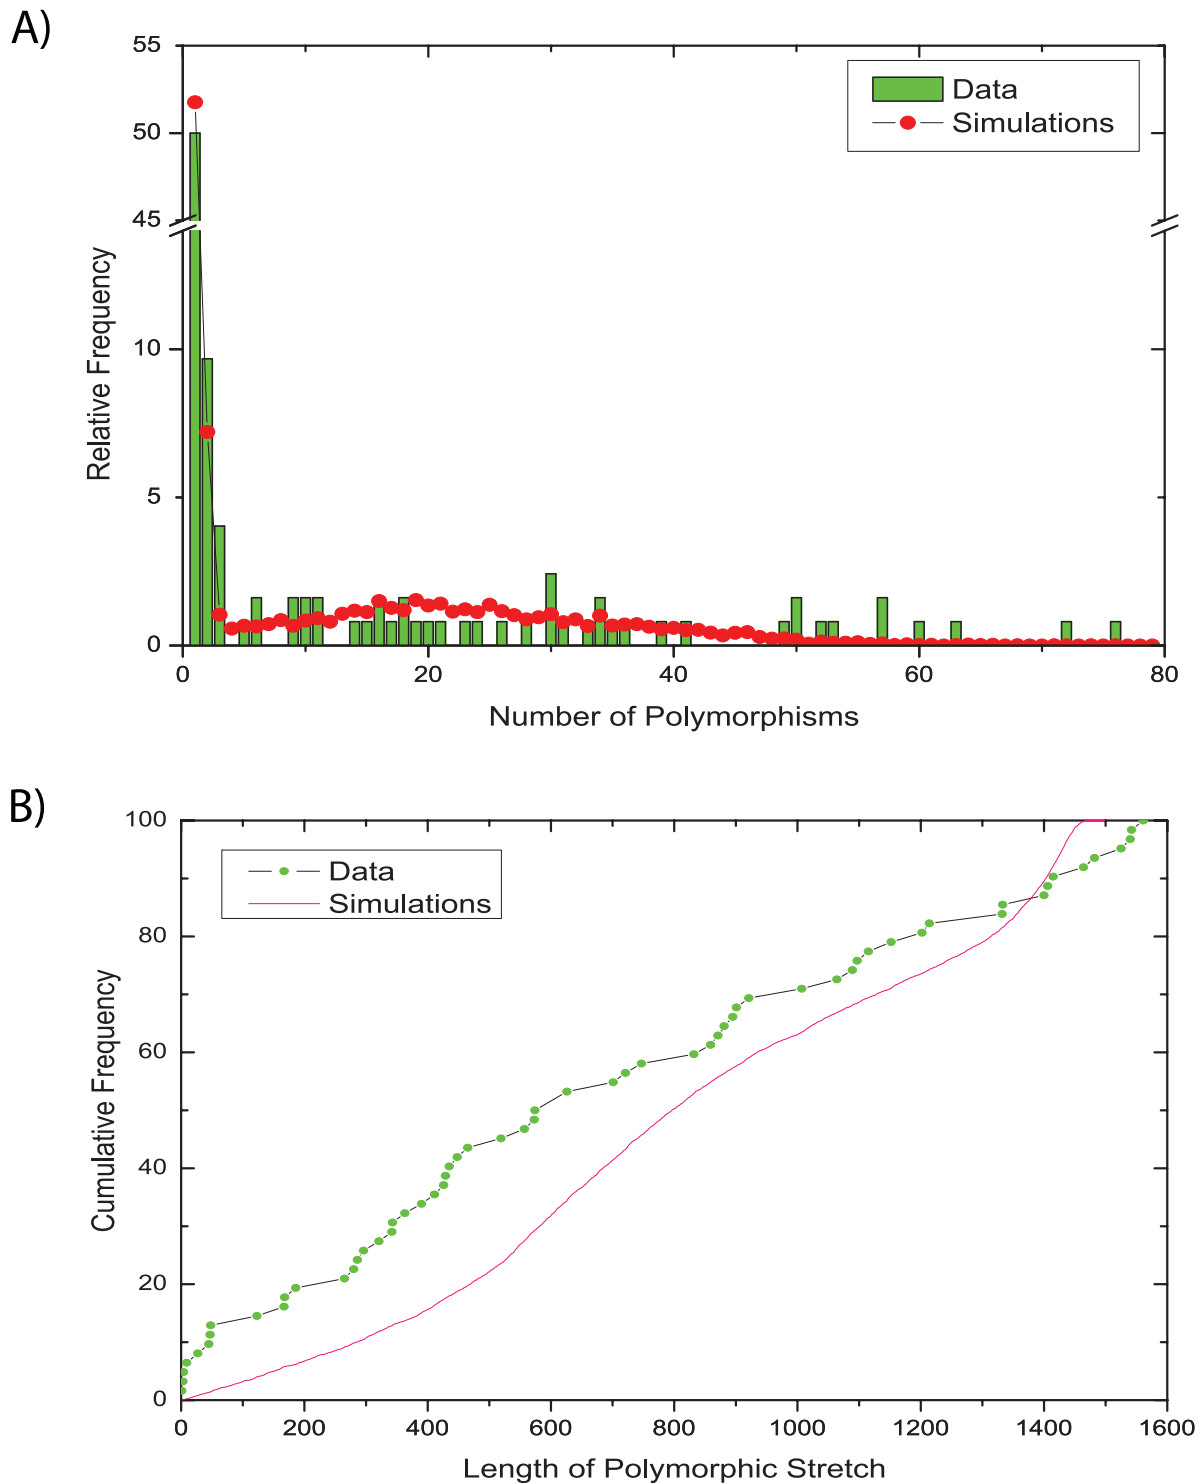 A)
55
50
45
10
5
0
Relative Frequency
Data
Simulations
0 20 40 60 80
Number of Polymorphisms
B)
100
80
60
40
20
0
Cumulative Frequency
Data
Simulations
0 200 400 600 800 1000 1200 1400 1600
Length of Polymorphic Stretch